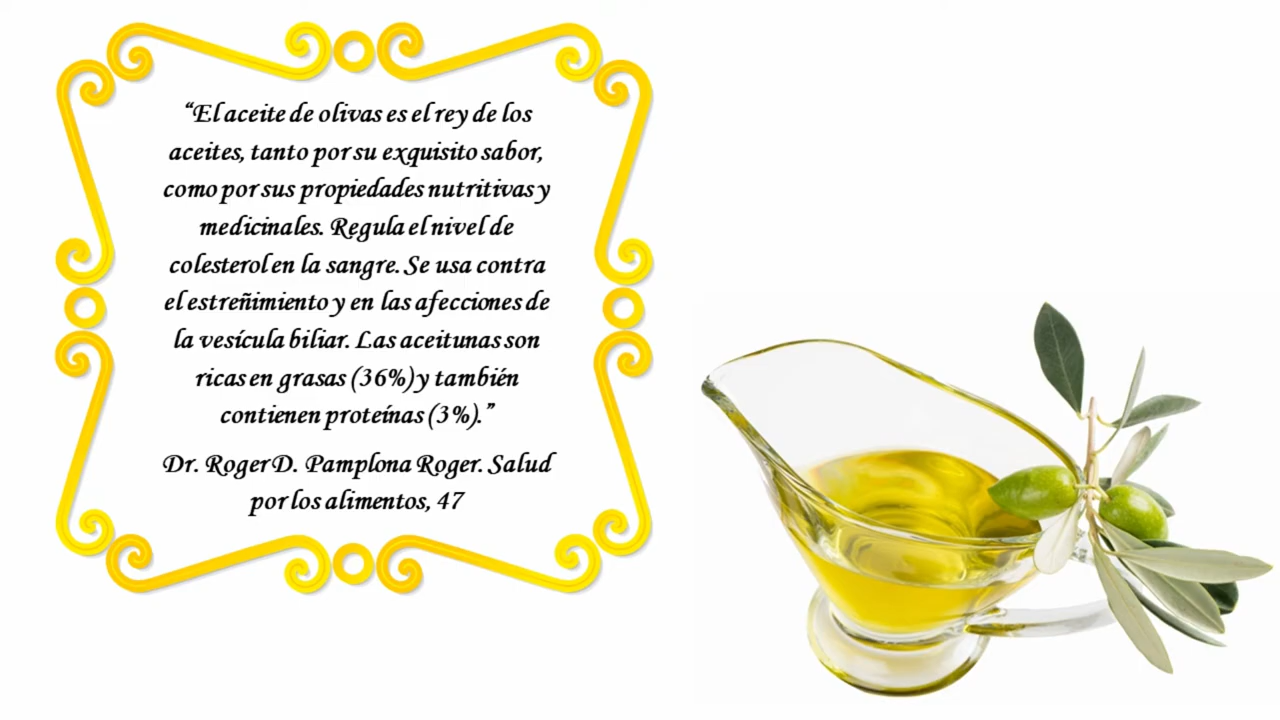 “El aceite de olivas es el rey de los
aceites, tanto por su exquisito sabor,
como por sus propiedades nutritivas y
medicinales. Regula el nivel de
colesterol en la sangre. Se usa contra
el estreñimiento y en las afecciones de
la vesícula biliar. Las aceitunas son
ricas en grasas (36%) y también
contienen proteínas (3%).”
Dr. Roger D. Pamplona Roger. Salud
por los alimentos, 47